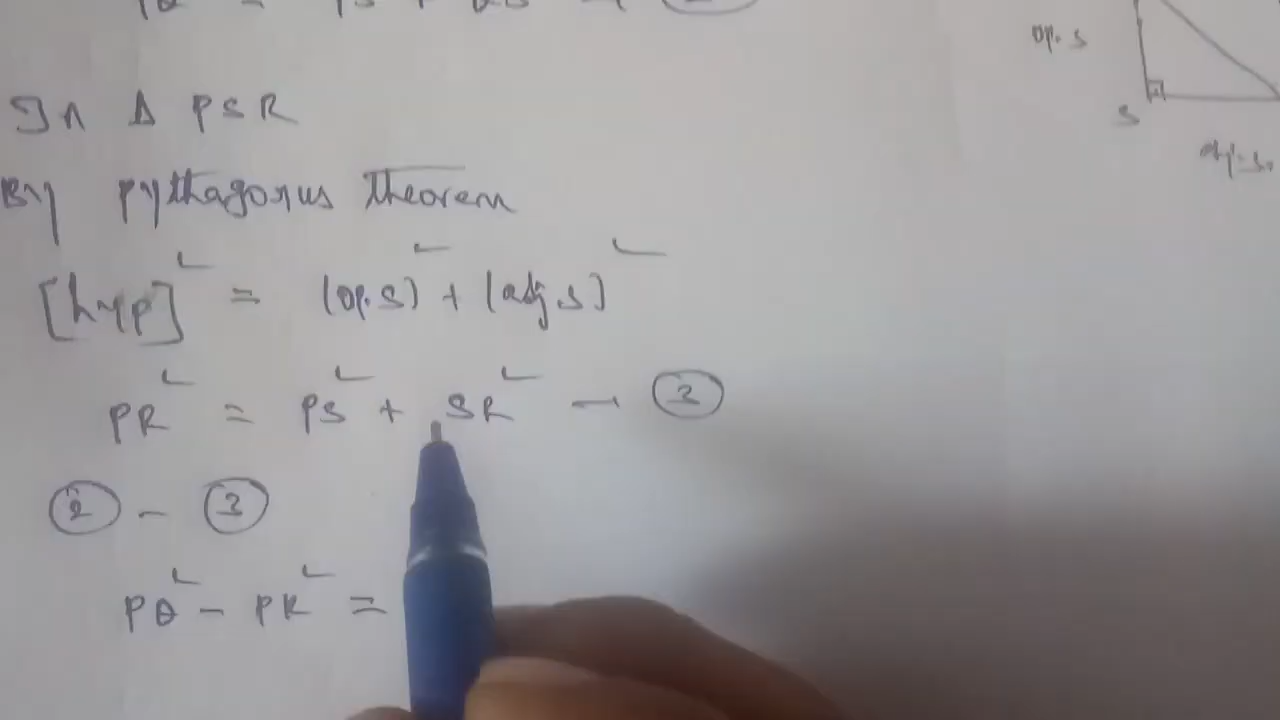 op. s
In Δ PSR
S
By pythagorus theorem
adj. s.
[hyp]² = (op. s)² + (adj. s)²
PR² = PS² + SR² — ③
② - ③
PQ² - PR² =